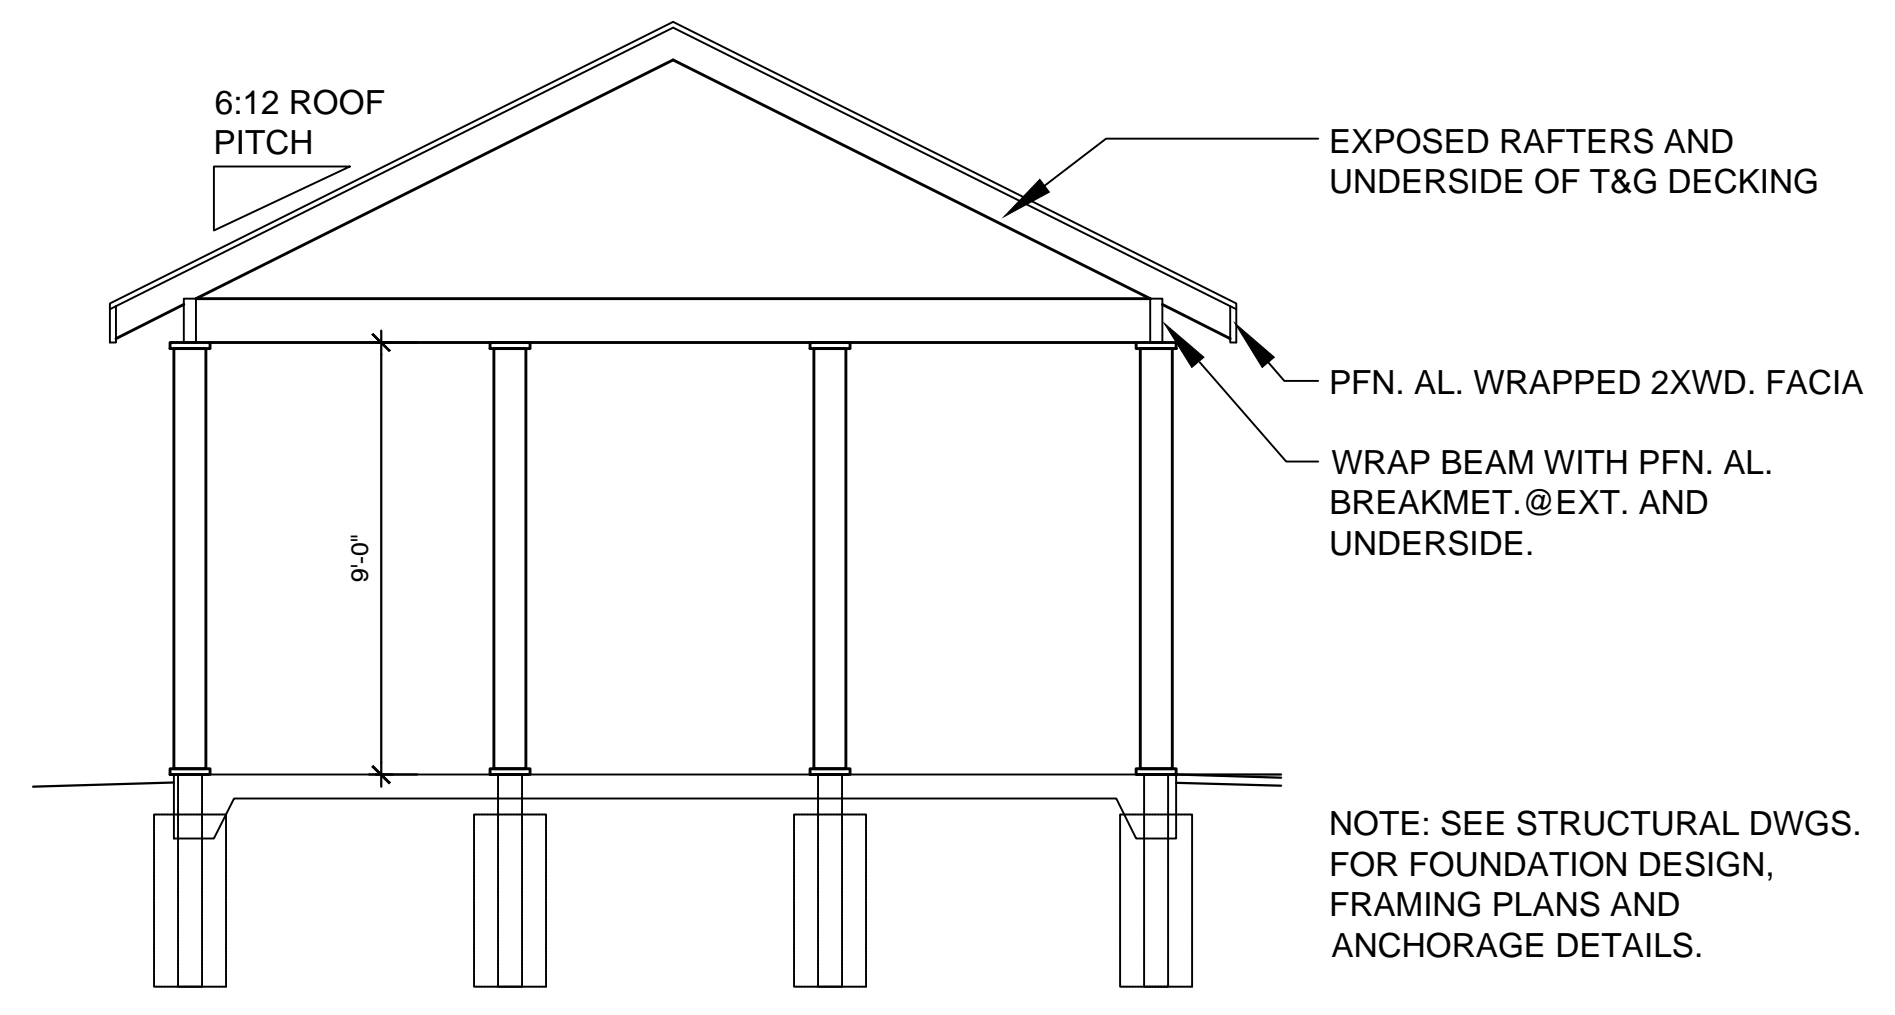 6:12 ROOF
PITCH
EXPOSED RAFTERS AND
UNDERSIDE OF T&G DECKING
PFN. AL. WRAPPED 2XWD. FACIA
WRAP BEAM WITH PFN. AL.
BREAKMET.@EXT. AND
UNDERSIDE.
9'-0"
NOTE: SEE STRUCTURAL DWGS.
FOR FOUNDATION DESIGN,
FRAMING PLANS AND
ANCHORAGE DETAILS.